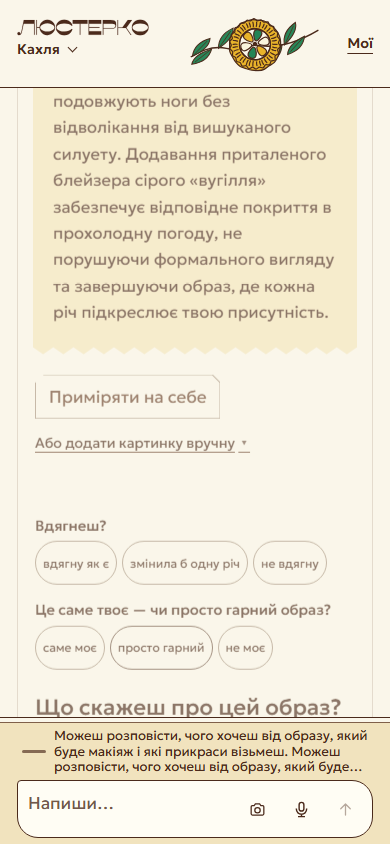 ЛЮСТЕРКО
Кахля
Мої
подовжують ноги без
відволікання від вишуканого
силуету. Додавання приталеного
блейзера сірого «вугілля»
забезпечує відповідне покриття в
прохолодну погоду, не
порушуючи формального вигляду
та завершуючи образ, де кожна
річ підкреслює твою присутність.
Приміряти на себе
Або додати картинку вручну
Вдягнеш?
вдягну як є
змінила б одну річ
не вдягну
Це саме твоє — чи просто гарний образ?
саме моє
просто гарний
не моє
Що скажеш про цей образ?
Можеш розповісти, чого хочеш від образу, який
буде макіяж і які прикраси візьмеш. Можеш
розповісти, чого хочеш від образу, який буде...
Напиши...